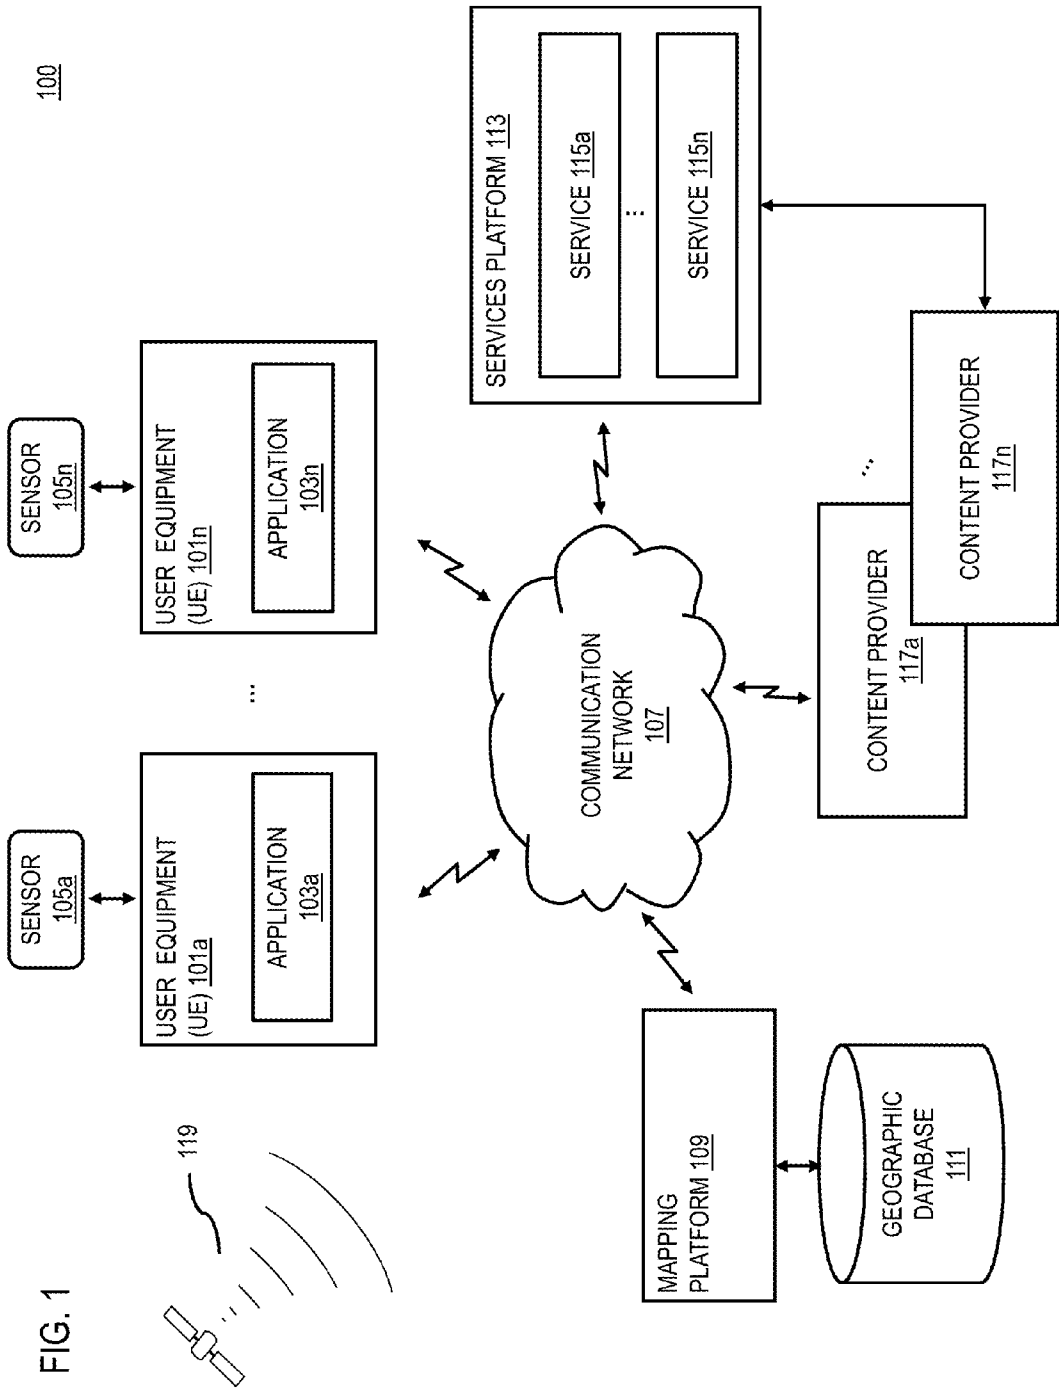 FIG. 1
100
119
SENSOR
105a
SENSOR
105n
USER EQUIPMENT
(UE) 101a
APPLICATION
103a
...
USER EQUIPMENT
(UE) 101n
APPLICATION
103n
COMMUNICATION
NETWORK
107
SERVICES PLATFORM 113
SERVICE 115a
...
SERVICE 115n
MAPPING
PLATFORM 109
GEOGRAPHIC
DATABASE
111
CONTENT PROVIDER
117a
...
CONTENT PROVIDER
117n